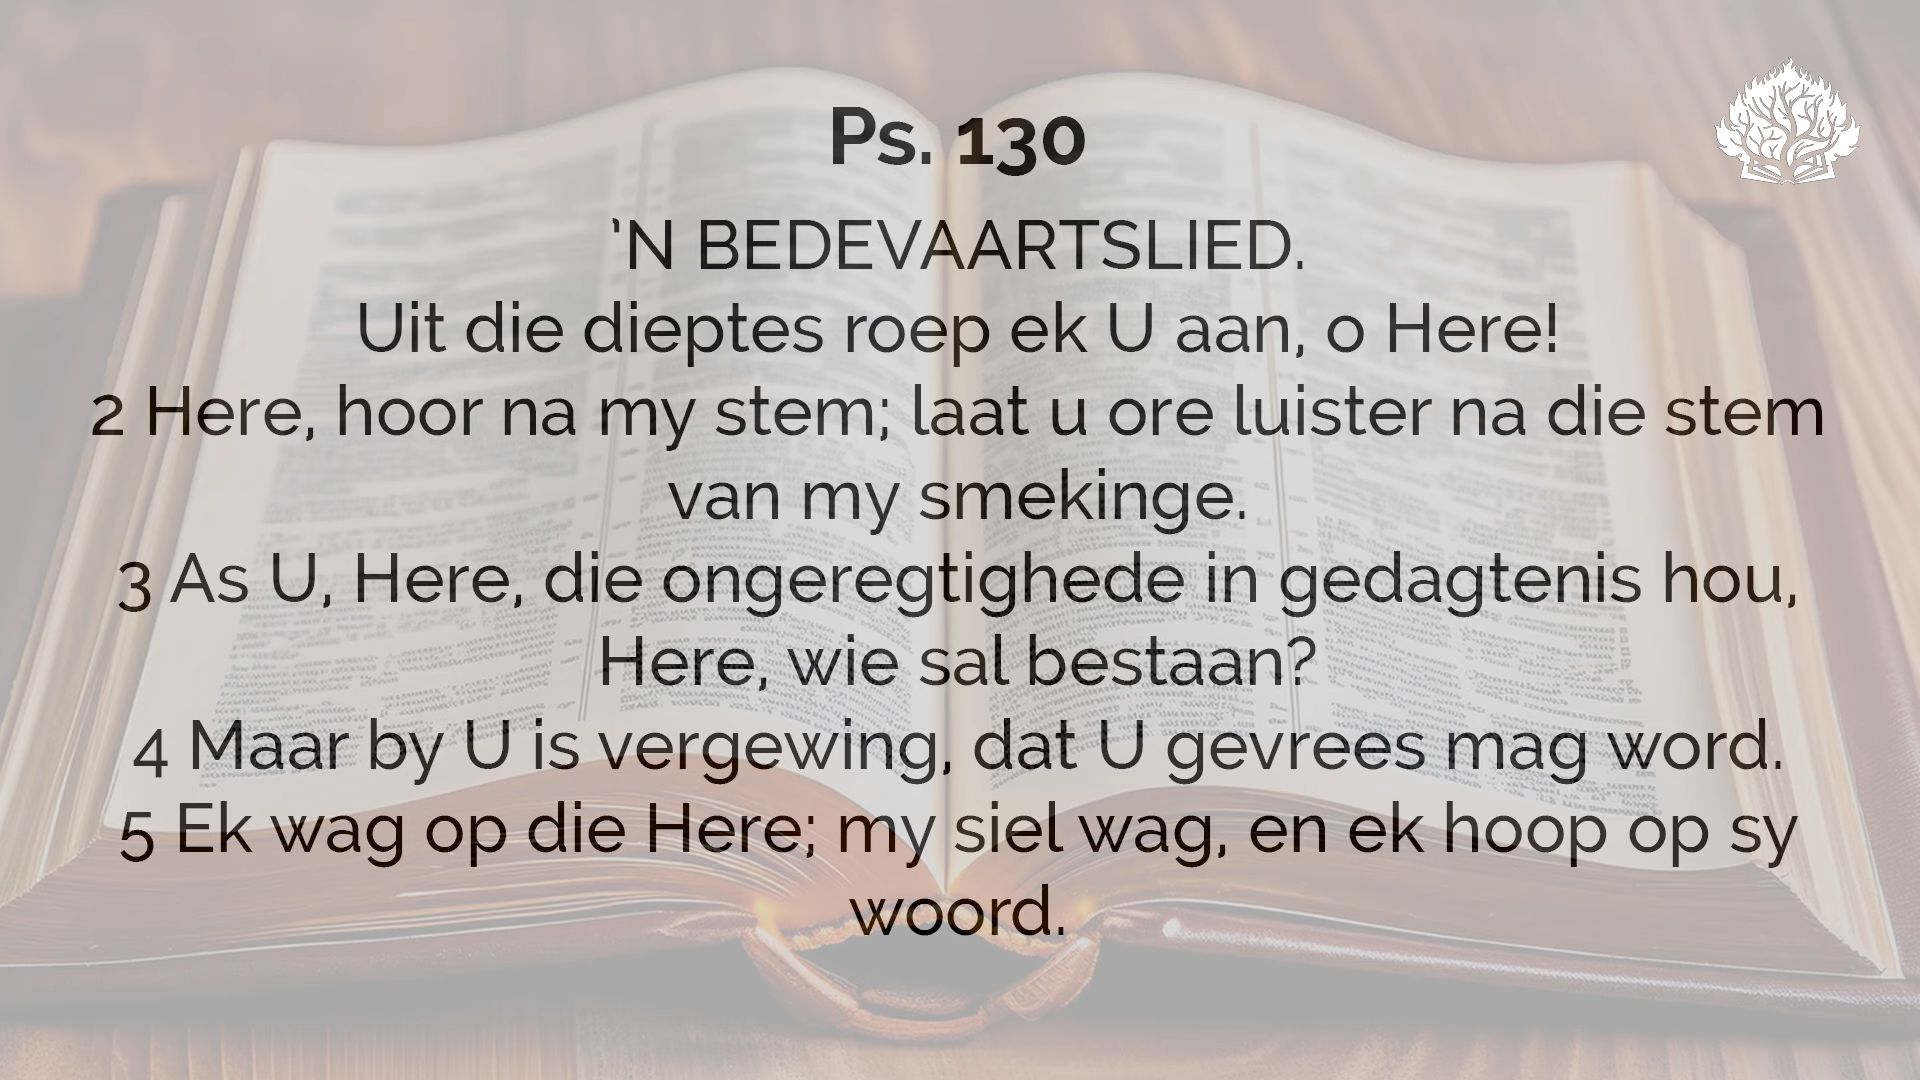 Ps. 130
'N BEDEVAARTSLIED.
Uit die dieptes roep ek U aan, o Here!
2 Here, hoor na my stem; laat u ore luister na die stem
van my smekinge.
3 As U, Here, die ongeregtighede in gedagtenis hou,
Here, wie sal bestaan?
4 Maar by U is vergewing, dat U gevrees mag word.
5 Ek wag op die Here; my siel wag, en ek hoop op sy
woord.